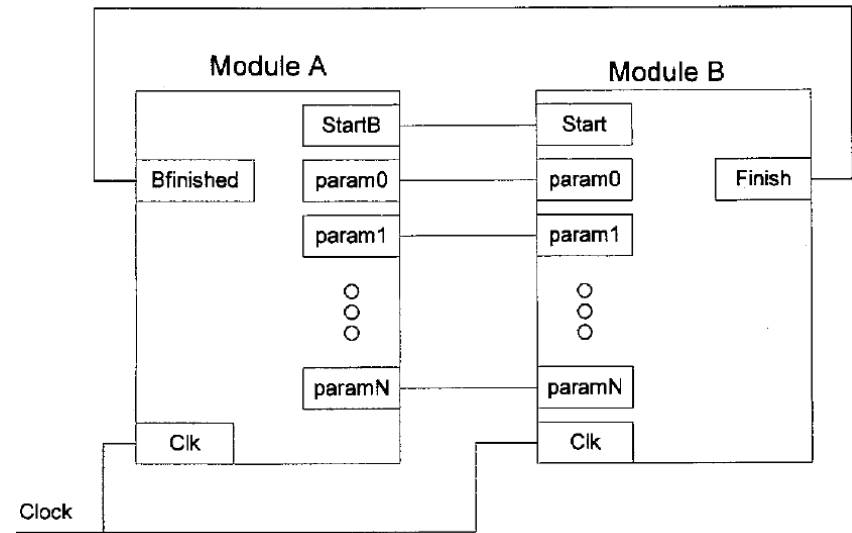 Module A
Module B
StartB
Start
Bfinished
param0
param0
Finish
param1
param1
paramN
paramN
Clk
Clk
Clock